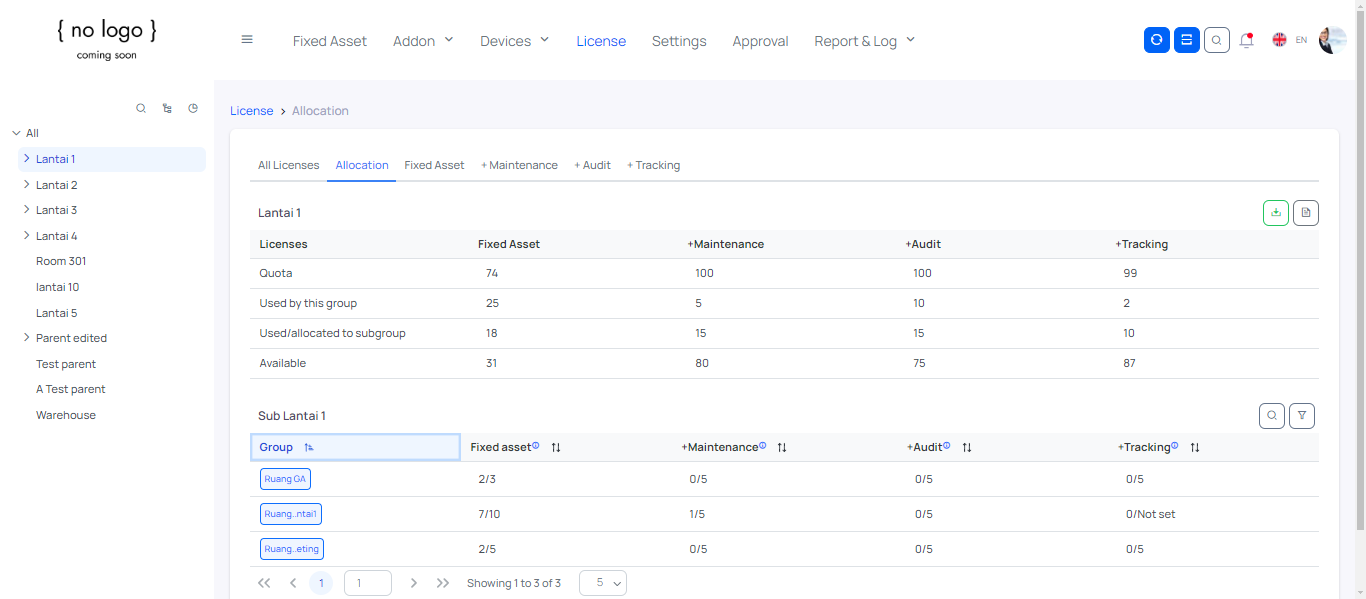 { no logo }
coming soon
Fixed Asset Addon Devices License Settings Approval Report & Log EN
License > Allocation
All
Lantai 1
Lantai 2
Lantai 3
Lantai 4
Room 301
lantai 10
Lantai 5
Parent edited
Test parent
A Test parent
Warehouse
All Licenses Allocation Fixed Asset + Maintenance + Audit + Tracking
Lantai 1
Licenses Fixed Asset +Maintenance +Audit +Tracking
Quota 74 100 100 99
Used by this group 25 5 10 2
Used/allocated to subgroup 18 15 15 10
Available 31 80 75 87
Sub Lantai 1
Group Fixed asset +Maintenance +Audit +Tracking
Ruang GA 2/3 0/5 0/5 0/5
Ruang..ntai1 7/10 1/5 0/5 0/Not set
Ruang..eting 2/5 0/5 0/5 0/5
1 1 Showing 1 to 3 of 3 5